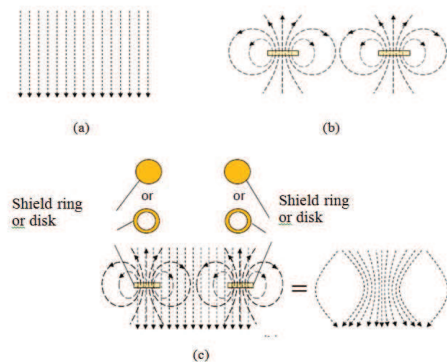 (a)
(b)
or
or
Shield ring
or disk
Shield ring
or disk
=
(c)